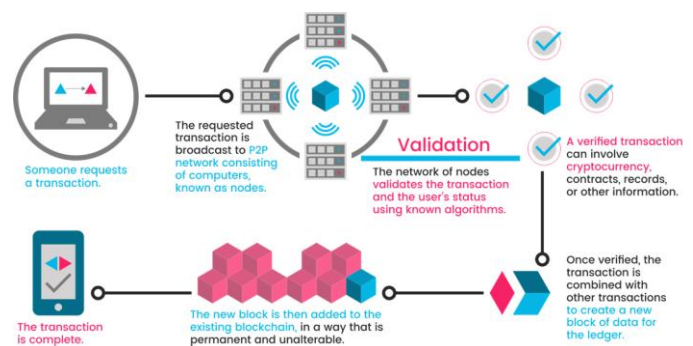 Someone requests
a transaction.
The requested
transaction is
broadcast to P2P
network consisting
of computers,
known as nodes.
Validation
The network of nodes
validates the transaction
and the user's status
using known algorithms.
A verified transaction
can involve
cryptocurrency,
contracts, records,
or other information.
Once verified, the
transaction is
combined with
other transactions
to create a new
block of data for
the ledger.
The new block is then added to the
existing blockchain, in a way that is
permanent and unalterable.
The transaction
is complete.